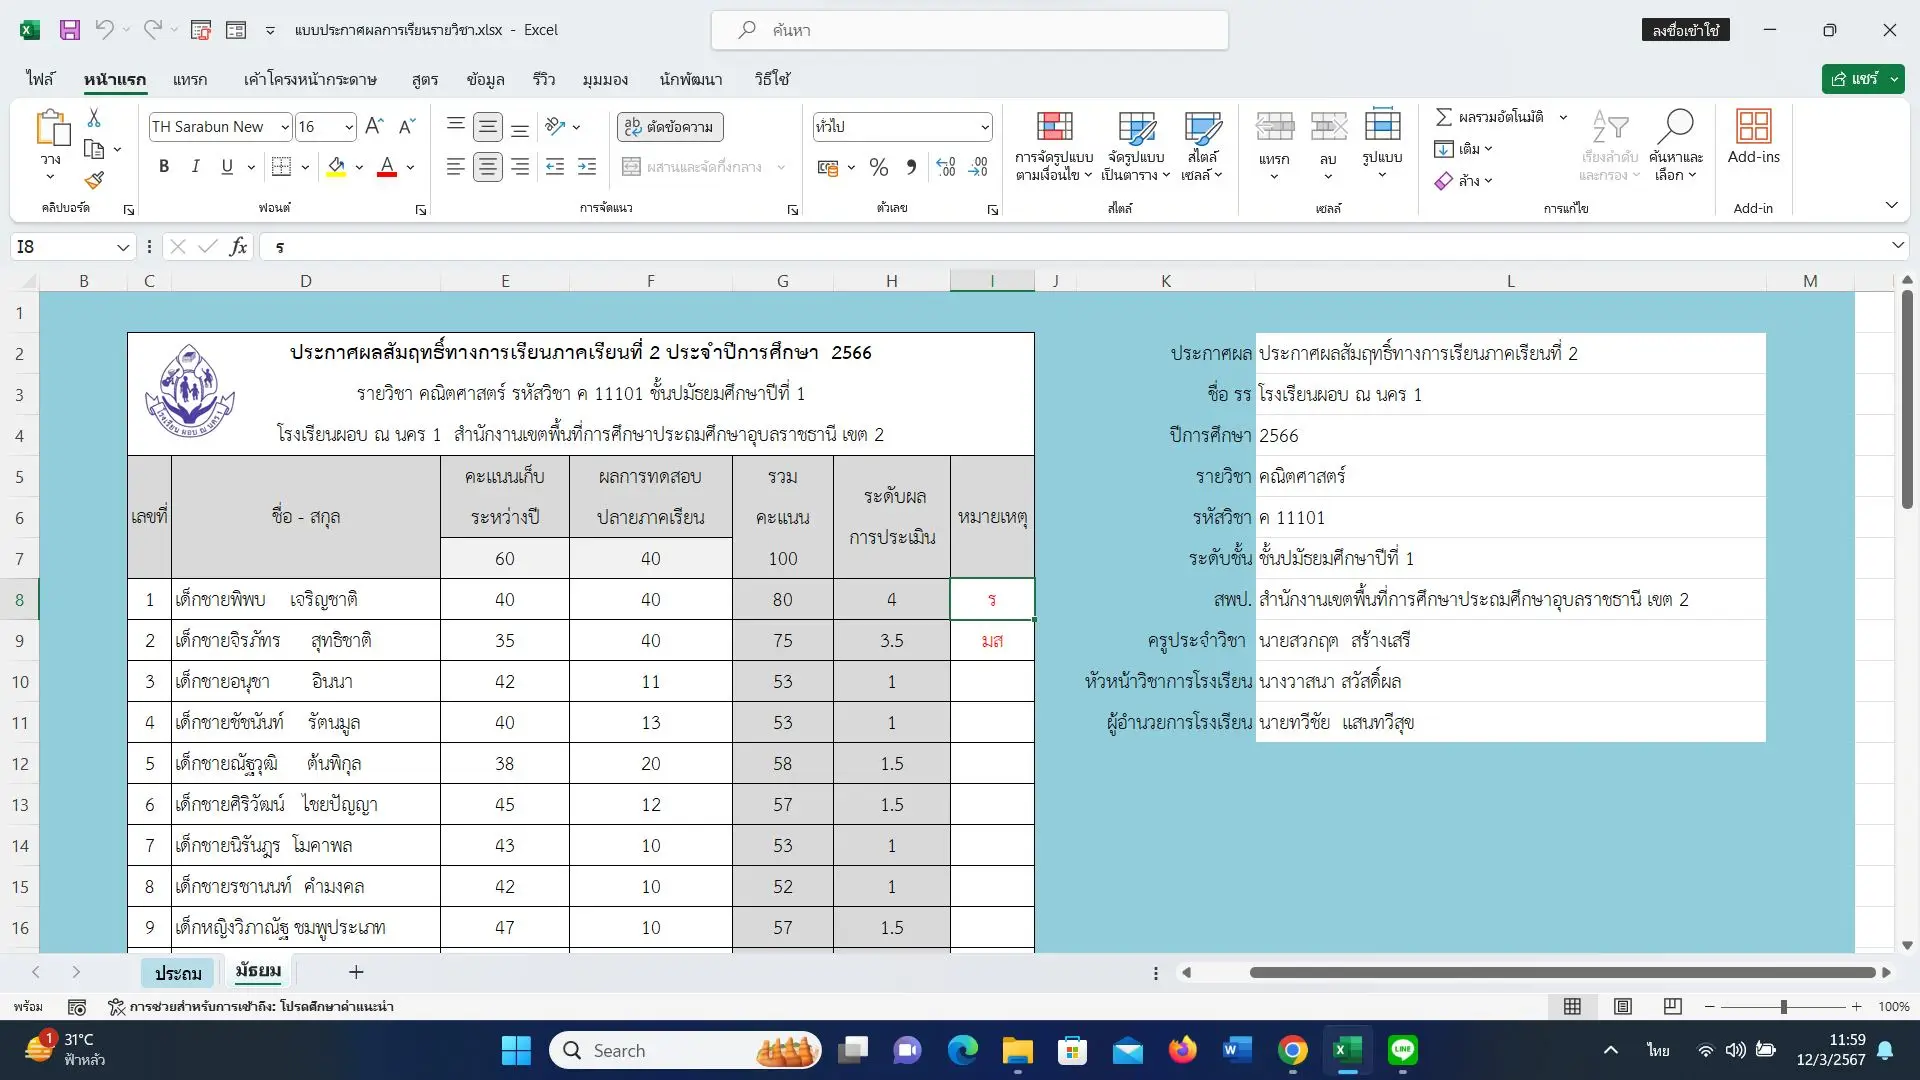 แบบประกาศผลการเรียนรายวิชา.xlsx - Excel
ค้นหา
ลงชื่อเข้าใช้
ไฟล์ หน้าแรก แทรก เค้าโครงหน้ากระดาษ สูตร ข้อมูล รีวิว มุมมอง นักพัฒนา วิธีใช้
แชร์
วาง
คลิปบอร์ด
TH Sarabun New 16
B I U
ฟอนต์
ตัดข้อความ
ผสานและจัดกึ่งกลาง
การจัดแนว
ทั่วไป
ตัวเลข
การจัดรูปแบบ
ตามเงื่อนไข
จัดรูปแบบ
เป็นตาราง
สไตล์
เซลล์
สไตล์
แทรก ลบ รูปแบบ
เซลล์
ผลรวมอัตโนมัติ
เติม
ล้าง
เรียงลำดับ
และกรอง
ค้นหาและ
เลือก
การแก้ไข
Add-ins
Add-in
I8 fx ร
B C D E F G H I J K L M
1
2 ประกาศผลสัมฤทธิ์ทางการเรียนภาคเรียนที่ 2 ประจำปีการศึกษา 2566 ประกาศผล ประกาศผลสัมฤทธิ์ทางการเรียนภาคเรียนที่ 2
3 รายวิชา คณิตศาสตร์ รหัสวิชา ค 11101 ชั้นปมัธยมศึกษาปีที่ 1 ชื่อ รร โรงเรียนผอบ ณ นคร 1
4 โรงเรียนผอบ ณ นคร 1 สำนักงานเขตพื้นที่การศึกษาประถมศึกษาอุบลราชธานี เขต 2 ปีการศึกษา 2566
โรงเรียน ผอบ ณ นคร 1
5 คะแนนเก็บ ผลการทดสอบ รวม รายวิชา คณิตศาสตร์
6 เลขที่ ชื่อ - สกุล ระหว่างปี ปลายภาคเรียน คะแนน ระดับผล หมายเหตุ รหัสวิชา ค 11101
7 60 40 100 การประเมิน ระดับชั้น ชั้นปมัธยมศึกษาปีที่ 1
8 1 เด็กชายพิพบ เจริญชาติ 40 40 80 4 ร สพป. สำนักงานเขตพื้นที่การศึกษาประถมศึกษาอุบลราชธานี เขต 2
9 2 เด็กชายจิรภัทร สุทธิชาติ 35 40 75 3.5 มส ครูประจำวิชา นายสวกฤต สร้างเสรี
10 3 เด็กชายอนุชา อินนา 42 11 53 1 หัวหน้าวิชาการโรงเรียน นางวาสนา สวัสดิ์ผล
11 4 เด็กชายชัชนันท์ รัตนมูล 40 13 53 1 ผู้อำนวยการโรงเรียน นายทวีชัย แสนทวีสุข
12 5 เด็กชายณัฐวุฒิ ต้นพิกุล 38 20 58 1.5
13 6 เด็กชายศิริวัฒน์ ไชยปัญญา 45 12 57 1.5
14 7 เด็กชายนิรันฎร โมคาพล 43 10 53 1
15 8 เด็กชายรชานนท์ คำมงคล 42 10 52 1
16 9 เด็กหญิงวิภาณัฐ ชมพูประเภท 47 10 57 1.5
ประถม มัธยม
พร้อม การช่วยสำหรับการเข้าถึง: โปรดศึกษาคำแนะนำ 100%
1 31°C
ฟ้าหลัว
Search
ไทย
11:59
12/3/2567